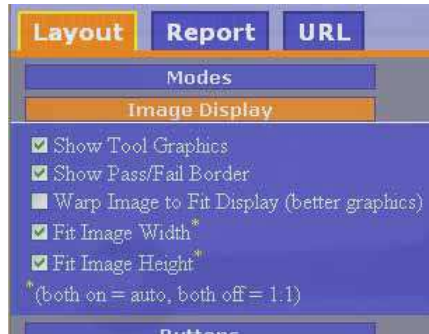 Layout Report URL
Modes
Image Display
Show Tool Graphics
Show Pass/Fail Border
Warp Image to Fit Display (better graphics)
Fit Image Width*
Fit Image Height*
*(both on = auto, both off = 1.1)
Buttons